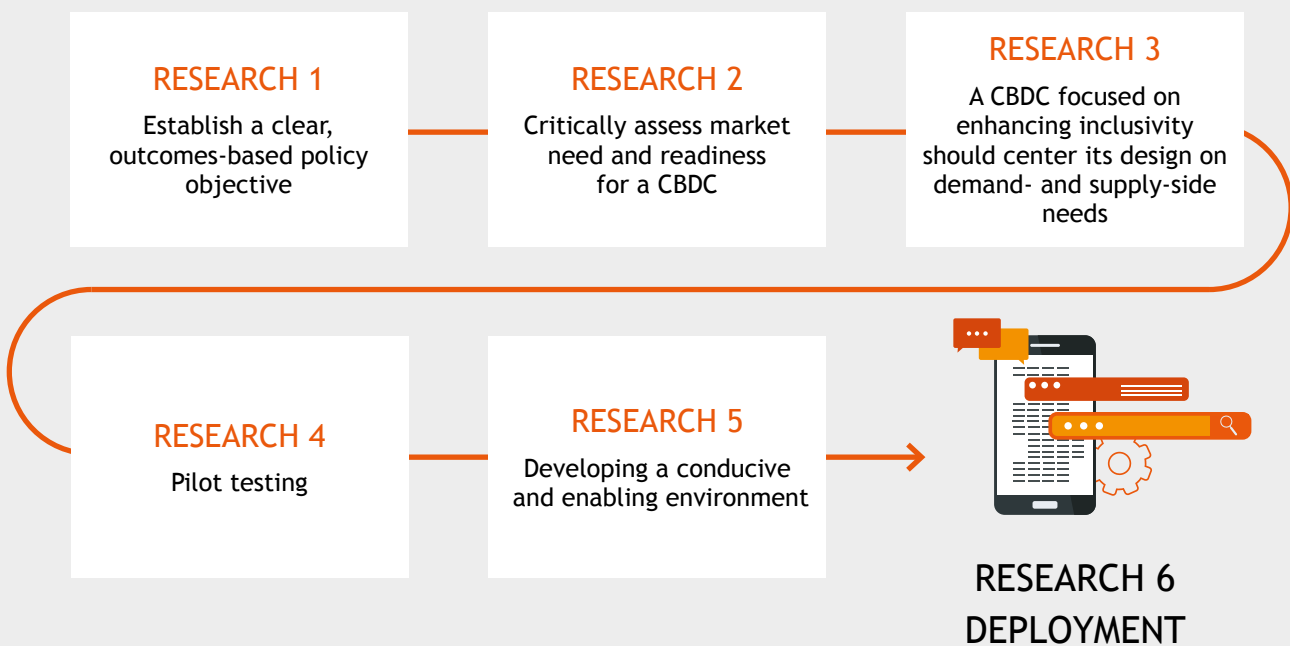 RESEARCH 1
Establish a clear,
outcomes-based policy
objective
RESEARCH 2
Critically assess market
need and readiness
for a CBDC
RESEARCH 3
A CBDC focused on
enhancing inclusivity
should center its design on
demand- and supply-side
needs
RESEARCH 4
Pilot testing
RESEARCH 5
Developing a conducive
and enabling environment
RESEARCH 6
DEPLOYMENT